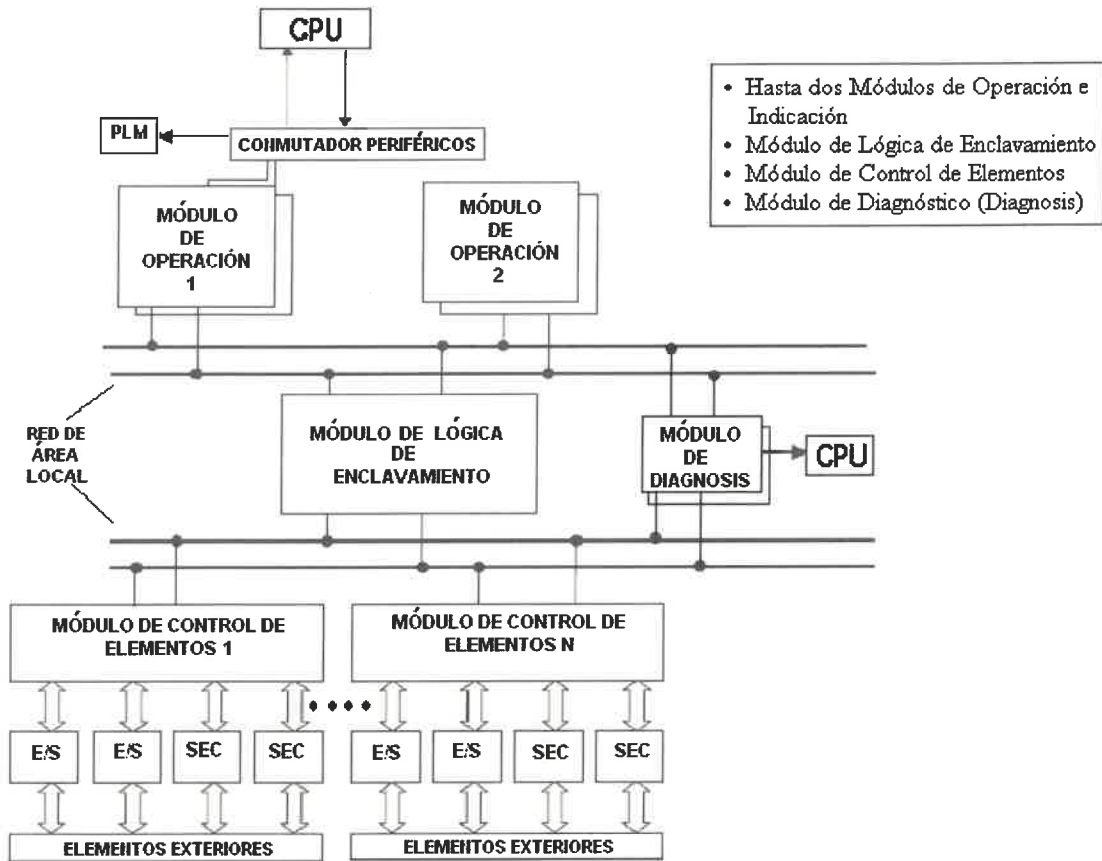 CPU
• Hasta dos Módulos de Operación e
Indicación
• Módulo de Lógica de Enclavamiento
• Módulo de Control de Elementos
• Módulo de Diagnóstico (Diagnosis)
PLM
CONMUTADOR PERIFÉRICOS
MÓDULO
DE
OPERACIÓN
1
MÓDULO
DE
OPERACIÓN
2
RED DE
ÁREA
LOCAL
MÓDULO DE LÓGICA
DE
ENCLAVAMIENTO
MÓDULO
DE
DIAGNOSIS
CPU
MÓDULO DE CONTROL DE
ELEMENTOS 1
MÓDULO DE CONTROL DE
ELEMENTOS N
E/S
E/S
SEC
SEC
E/S
E/S
SEC
SEC
ELEMENTOS EXTERIORES
ELEMENTOS EXTERIORES